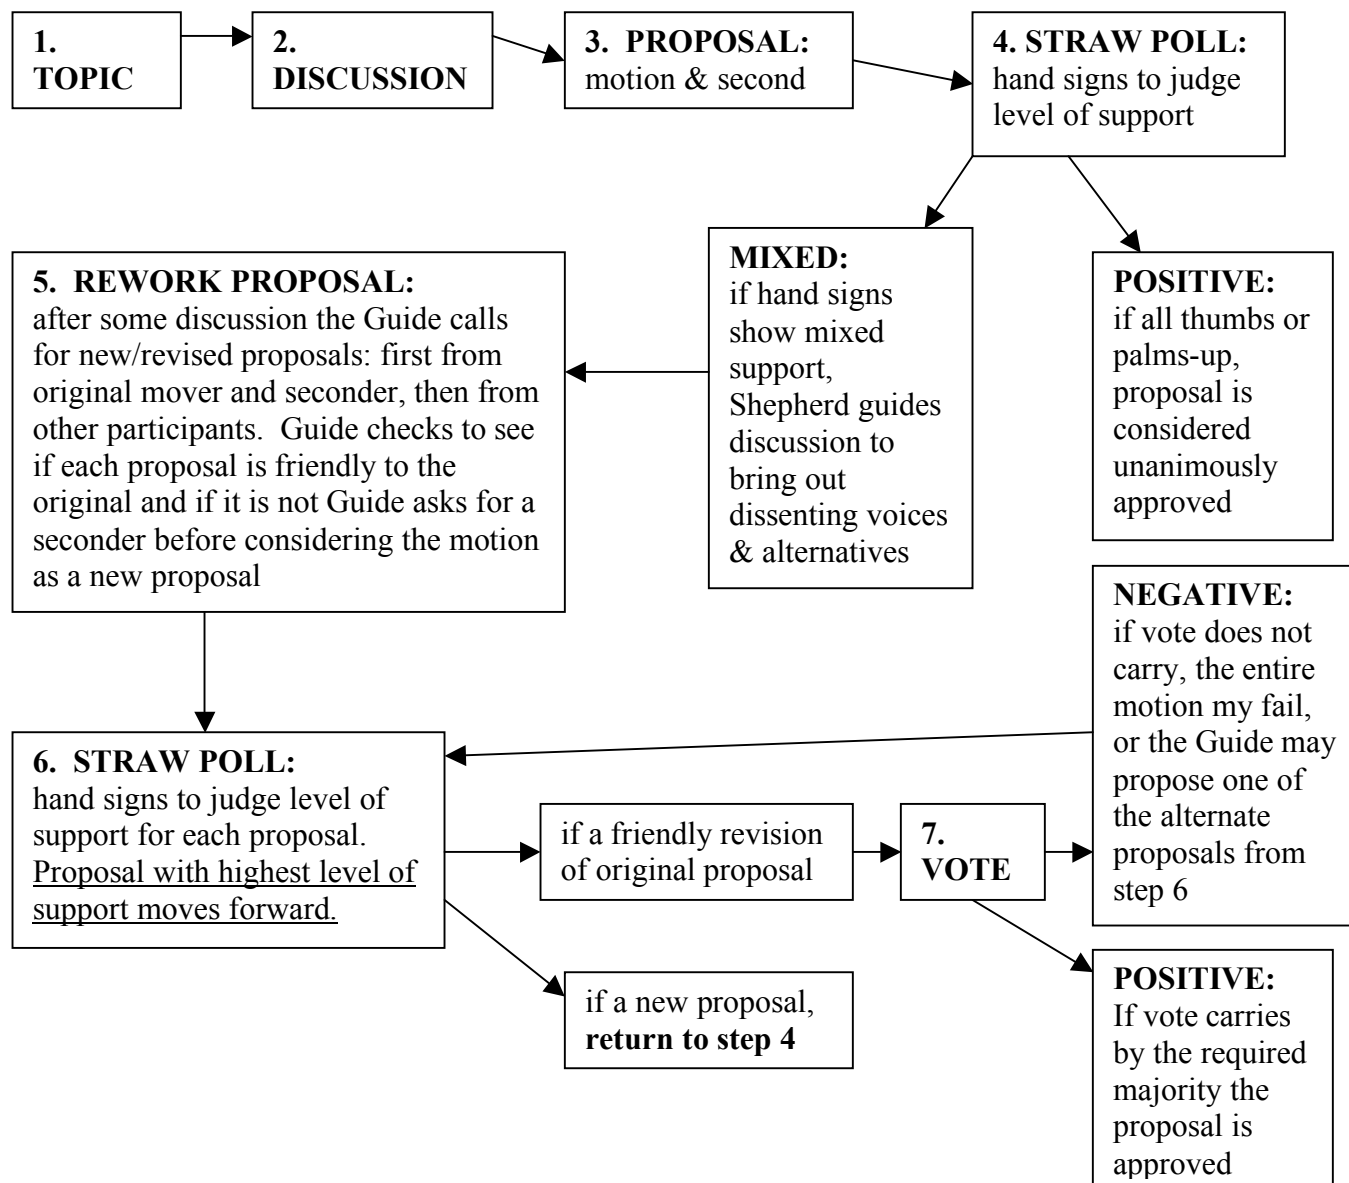 1.
TOPIC
2.
DISCUSSION
3. PROPOSAL:
motion & second
4. STRAW POLL:
hand signs to judge
level of support
5. REWORK PROPOSAL:
after some discussion the Guide calls
for new/revised proposals: first from
original mover and seconder, then from
other participants. Guide checks to see
if each proposal is friendly to the
original and if it is not Guide asks for a
seconder before considering the motion
as a new proposal
MIXED:
if hand signs
show mixed
support,
Shepherd guides
discussion to
bring out
dissenting voices
& alternatives
POSITIVE:
if all thumbs or
palms-up,
proposal is
considered
unanimously
approved
NEGATIVE:
if vote does not
carry, the entire
motion my fail,
or the Guide may
propose one of
the alternate
proposals from
step 6
6. STRAW POLL:
hand signs to judge level of
support for each proposal.
Proposal with highest level of
support moves forward.
if a friendly revision
of original proposal
7.
VOTE
if a new proposal,
return to step 4
POSITIVE:
If vote carries
by the required
majority the
proposal is
approved